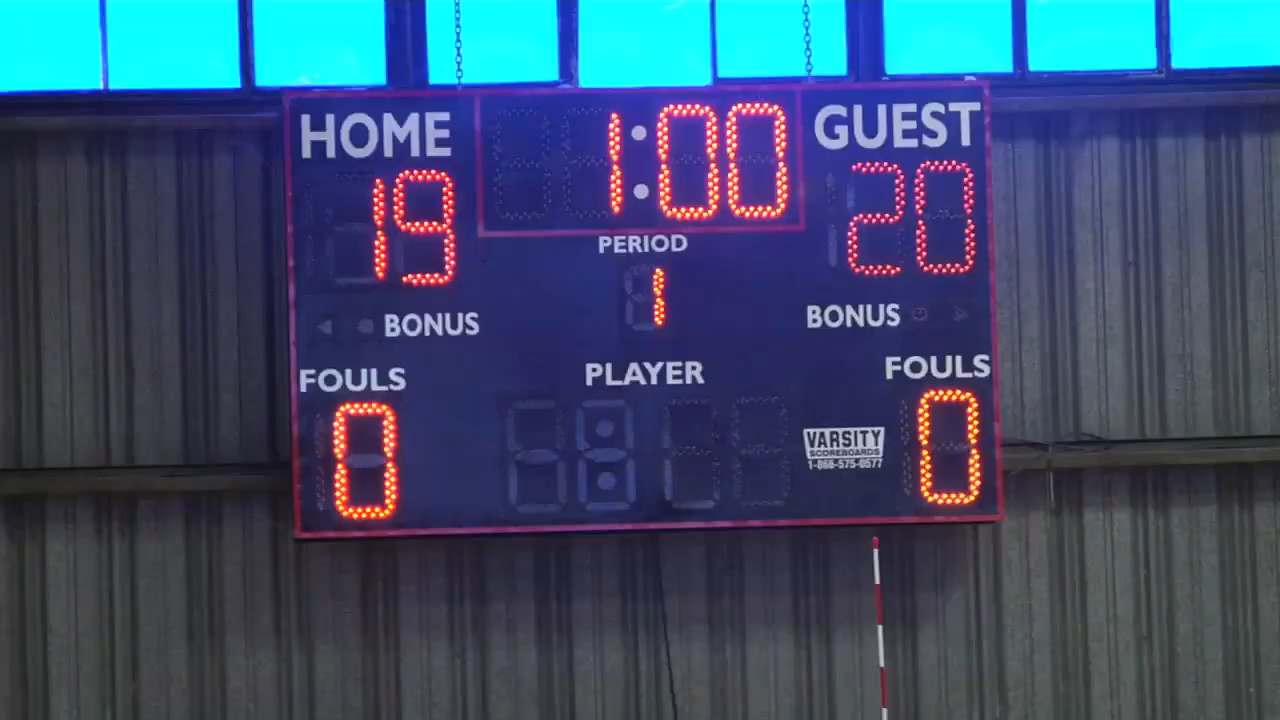 HOME 1:00 GUEST
19 20
PERIOD
1
BONUS BONUS
FOULS PLAYER FOULS
0 0
VARSITY
SCOREBOARDS
1-866-575-0577